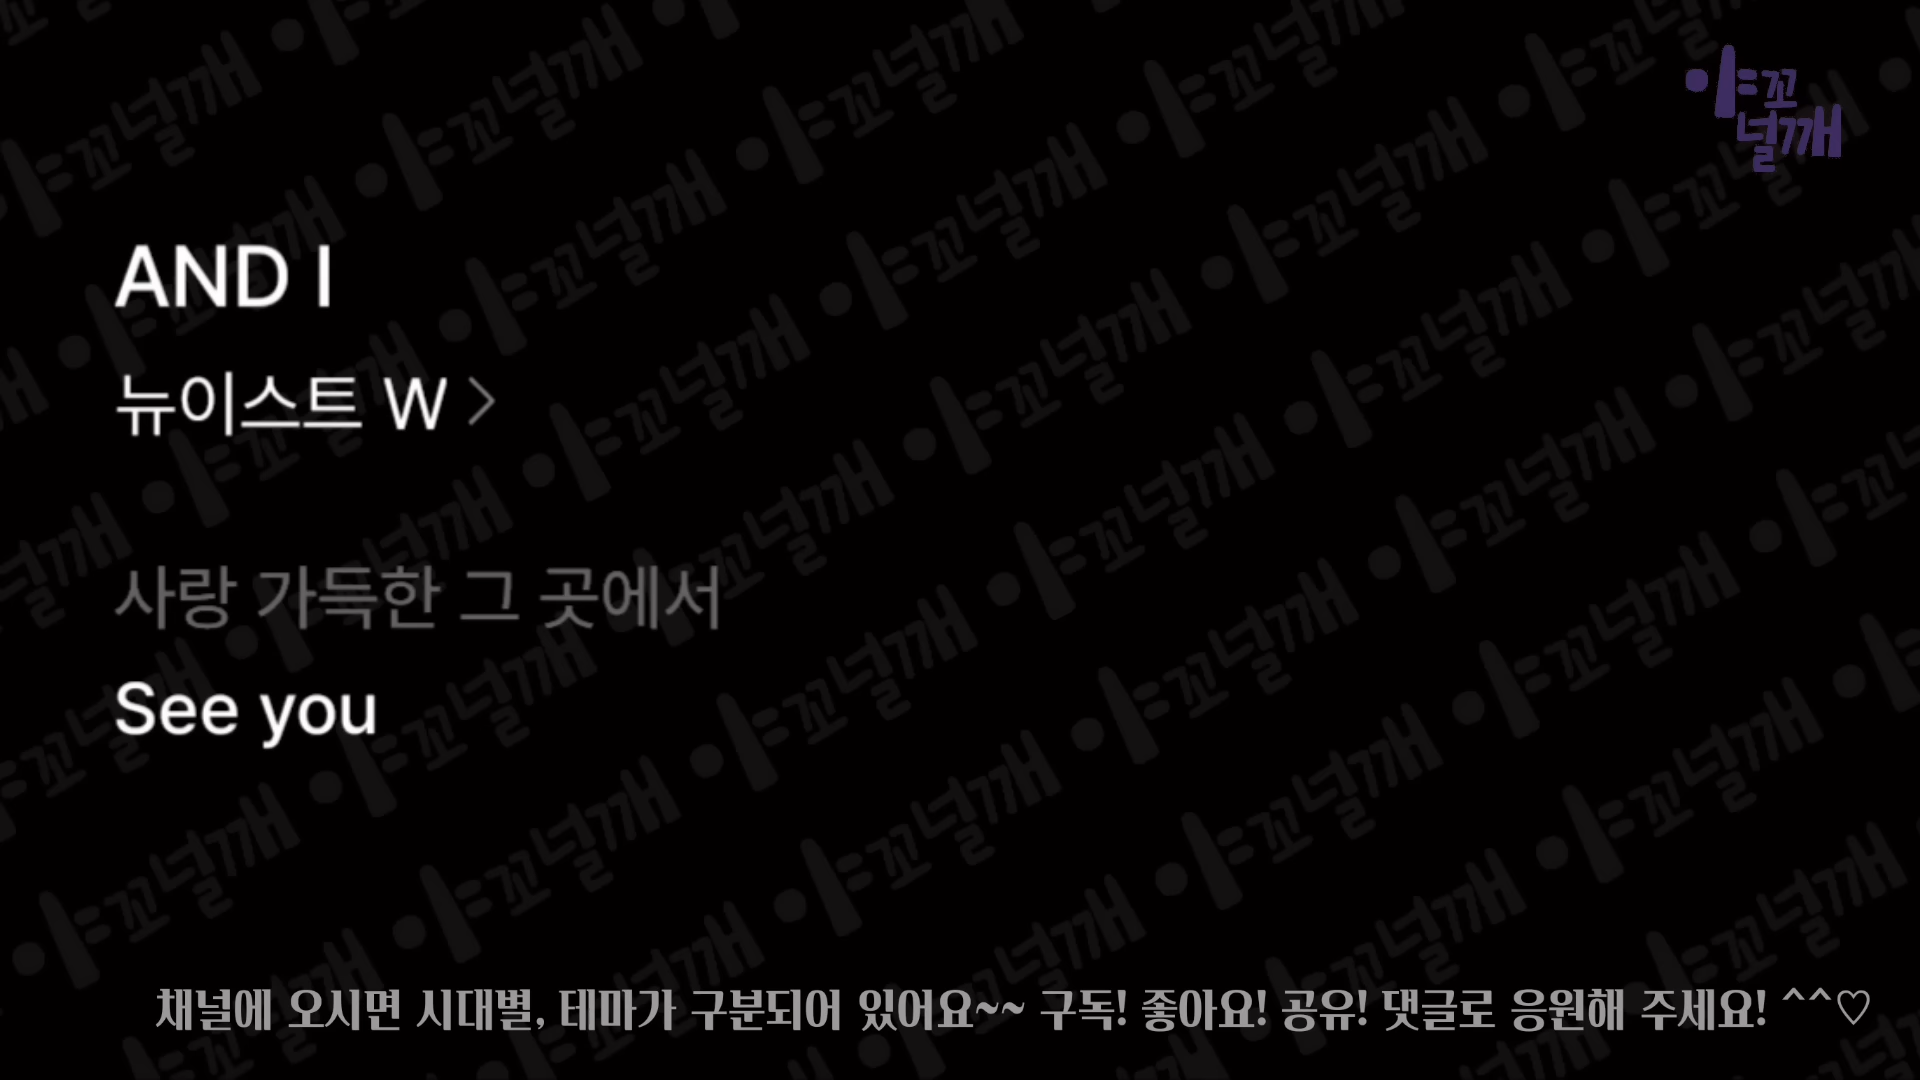 야꼬
널깨
AND I
뉴이스트 W >
사랑 가득한 그 곳에서
See you
채널에 오시면 시대별, 테마가 구분되어 있어요~~ 구독! 좋아요! 공유! 댓글로 응원해 주세요! ^^♡